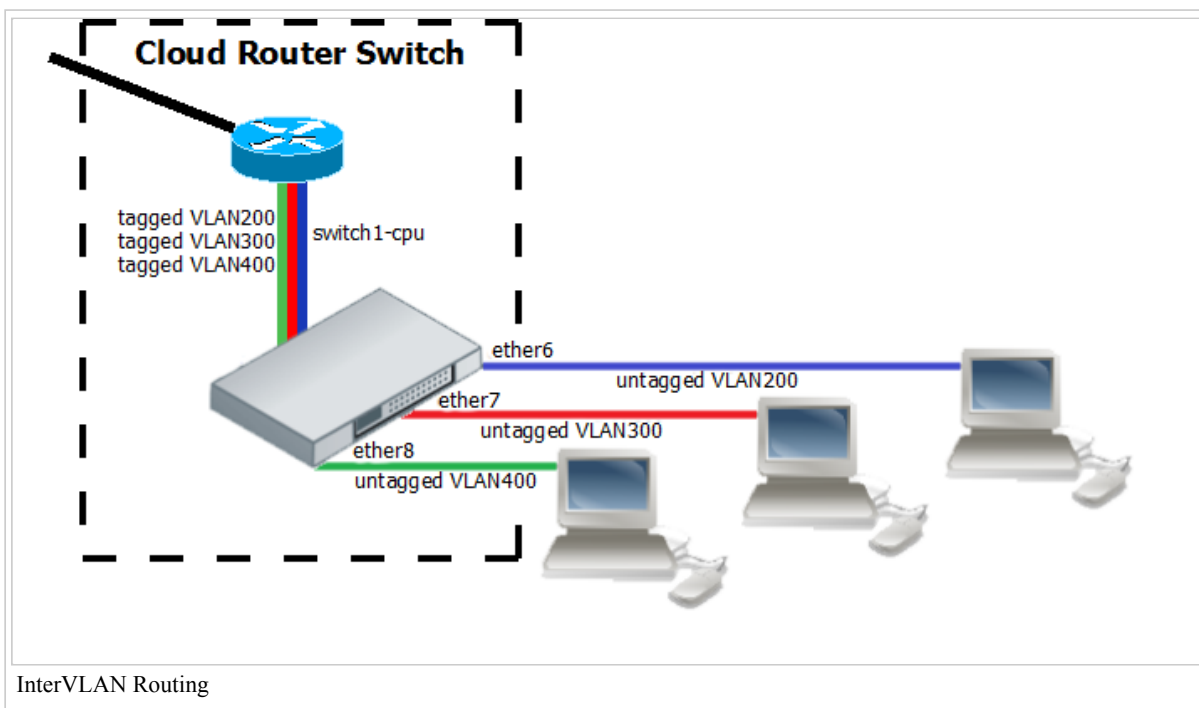 Cloud Router Switch
tagged VLAN200
tagged VLAN300
tagged VLAN400
switch1-cpu
ether6
untagged VLAN200
ether7
untagged VLAN300
ether8
untagged VLAN400
InterVLAN Routing